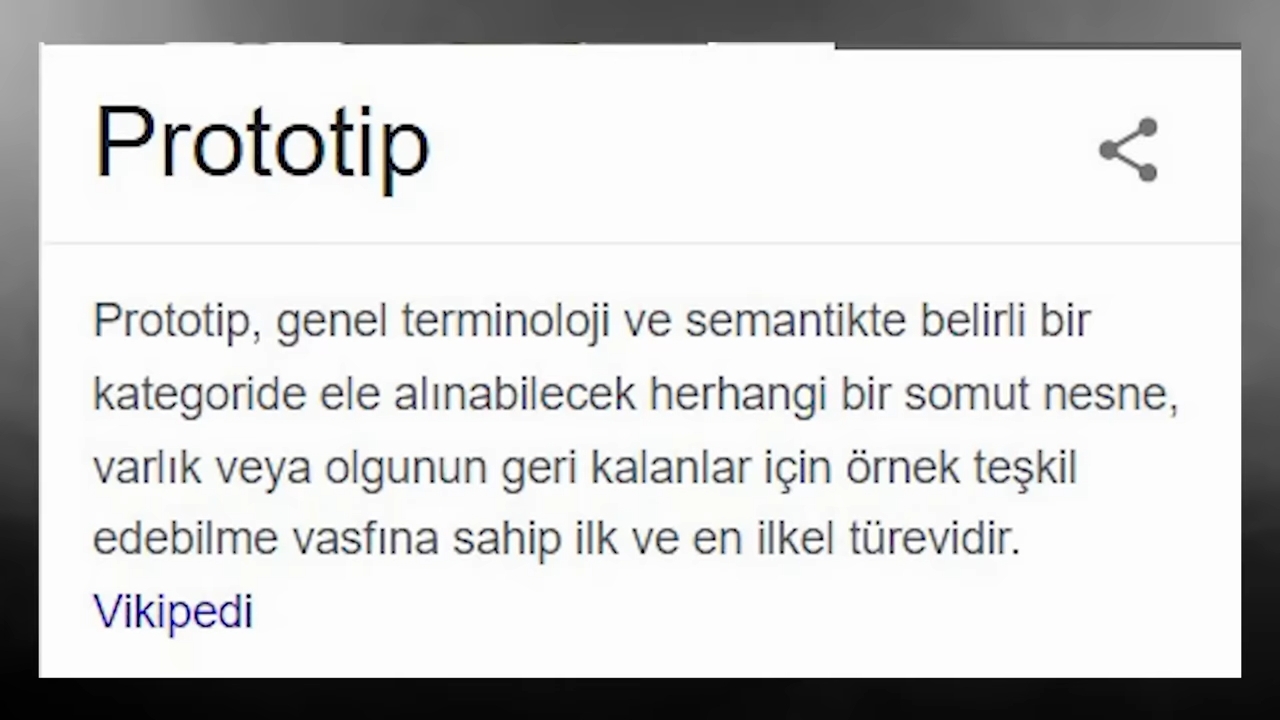 Prototip
Prototip, genel terminoloji ve semantikte belirli bir
kategoride ele alınabilecek herhangi bir somut nesne,
varlık veya olgunun geri kalanlar için örnek teşkil
edebilme vasfına sahip ilk ve en ilkel türevidir.
Vikipedi